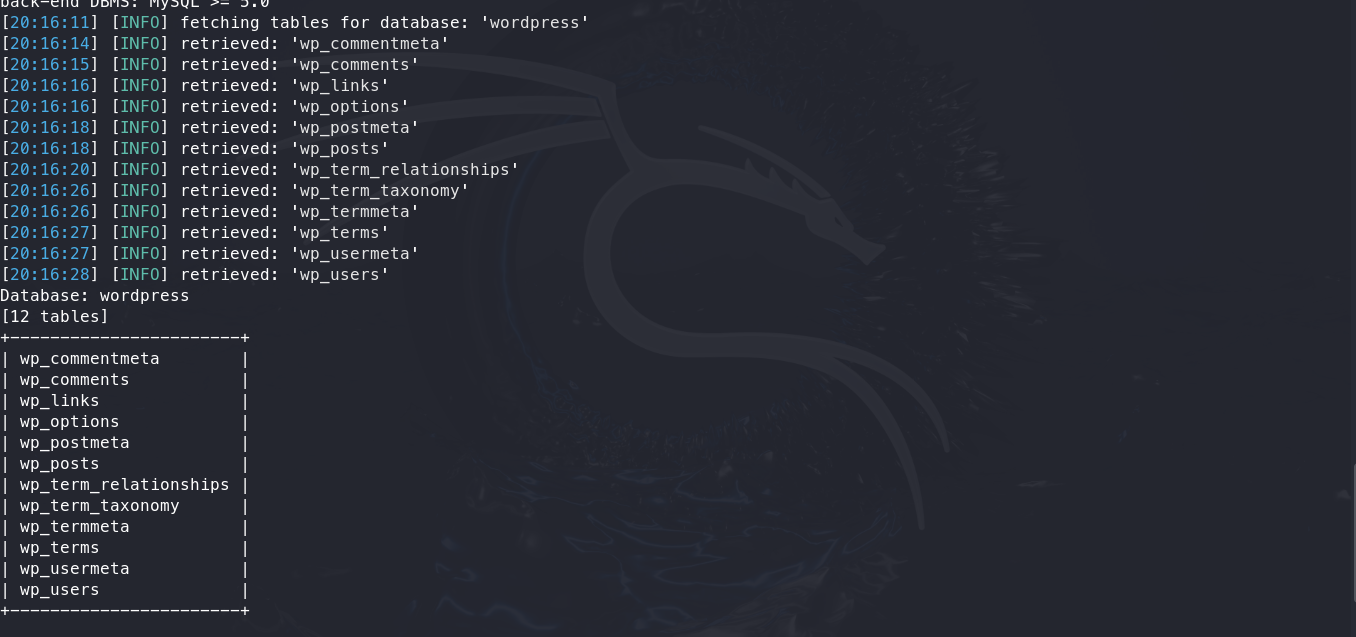 back-end DBMS: MySQL >= 5.0
[20:16:11] [INFO] fetching tables for database: 'wordpress'
[20:16:14] [INFO] retrieved: 'wp_commentmeta'
[20:16:15] [INFO] retrieved: 'wp_comments'
[20:16:16] [INFO] retrieved: 'wp_links'
[20:16:16] [INFO] retrieved: 'wp_options'
[20:16:18] [INFO] retrieved: 'wp_postmeta'
[20:16:18] [INFO] retrieved: 'wp_posts'
[20:16:20] [INFO] retrieved: 'wp_term_relationships'
[20:16:26] [INFO] retrieved: 'wp_term_taxonomy'
[20:16:26] [INFO] retrieved: 'wp_termmeta'
[20:16:27] [INFO] retrieved: 'wp_terms'
[20:16:27] [INFO] retrieved: 'wp_usermeta'
[20:16:28] [INFO] retrieved: 'wp_users'
Database: wordpress
[12 tables]
+-----------------------+
| wp_commentmeta        |
| wp_comments           |
| wp_links              |
| wp_options            |
| wp_postmeta           |
| wp_posts              |
| wp_term_relationships |
| wp_term_taxonomy      |
| wp_termmeta           |
| wp_terms              |
| wp_usermeta           |
| wp_users              |
+-----------------------+